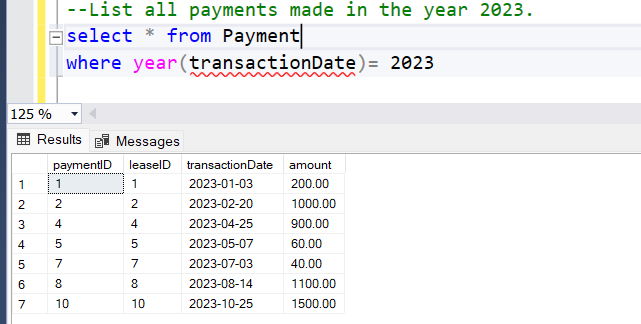 --List all payments made in the year 2023.
select * from Payment
where year(transactionDate)= 2023
125 %
Results Messages
paymentID leaseID transactionDate amount
1 1 1 2023-01-03 200.00
2 2 2 2023-02-20 1000.00
3 4 4 2023-04-25 900.00
4 5 5 2023-05-07 60.00
5 7 7 2023-07-03 40.00
6 8 8 2023-08-14 1100.00
7 10 10 2023-10-25 1500.00